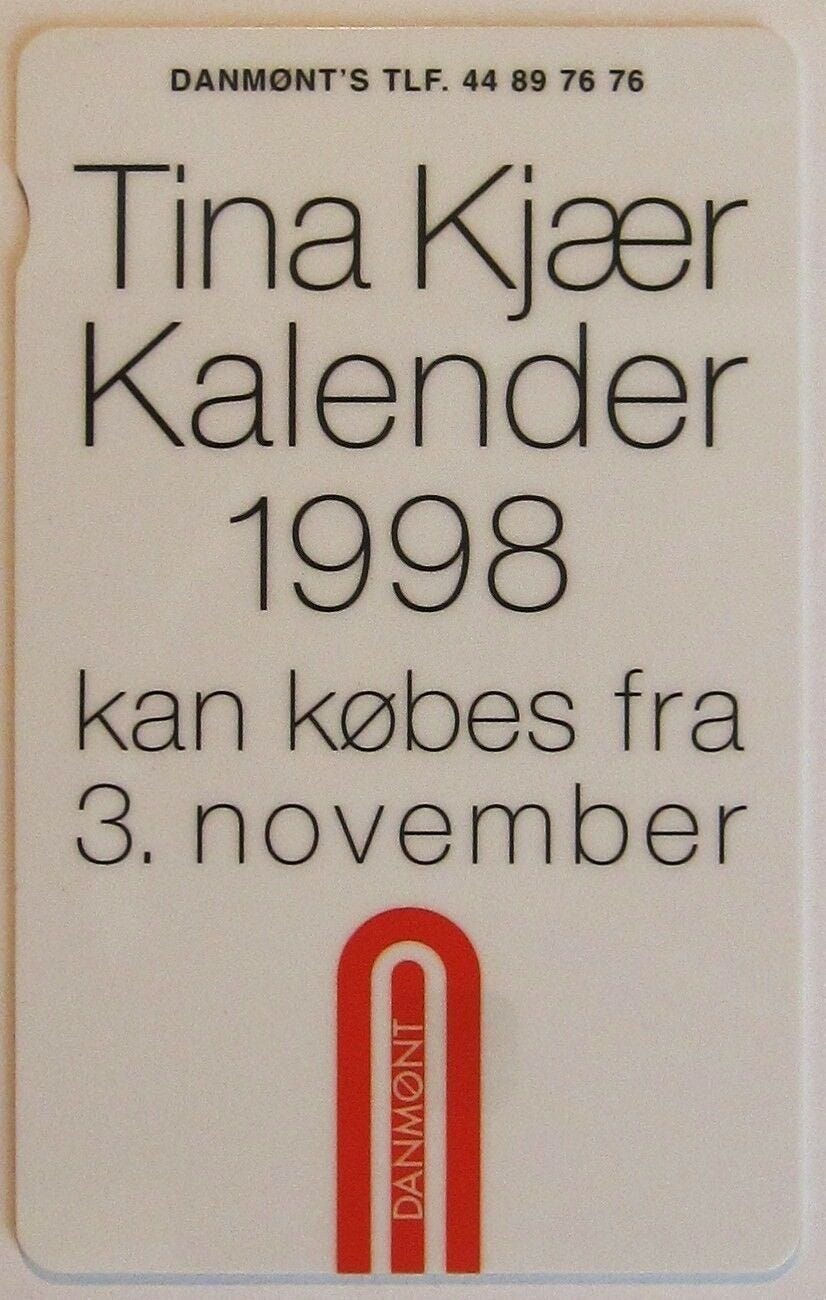 DANMØNT'S TLF. 44 89 76 76
Tina Kjær
Kalender
1998
kan købes fra
3. november
DANMØNT